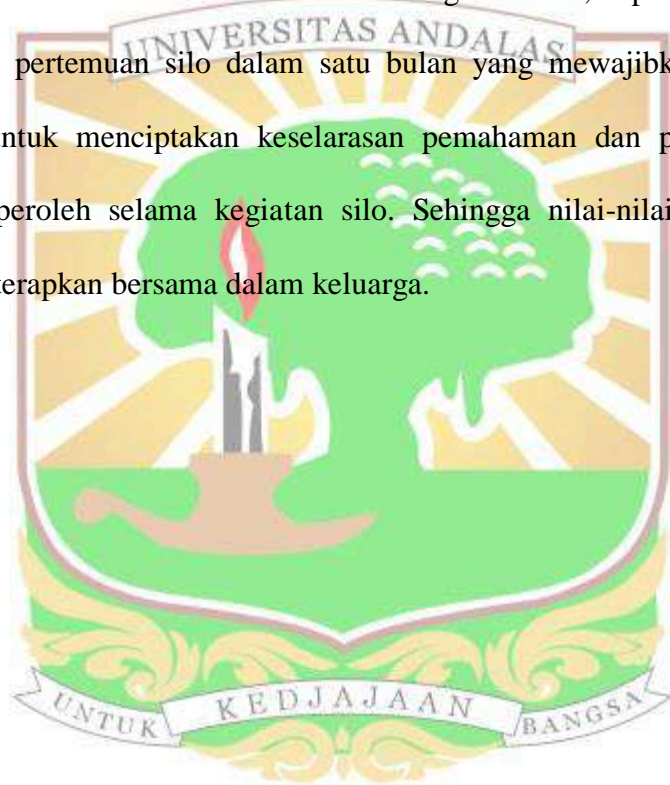 UNIVERSITAS ANDALAS
pertemuan silo dalam satu bulan yang mewajibk
ntuk menciptakan keselarasan pemahaman dan p
peroleh selama kegiatan silo. Sehingga nilai-nilai
terapkan bersama dalam keluarga.
UNTUK KEDJAJAAN BANGSA